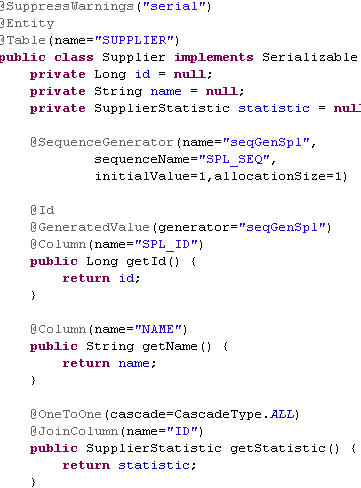 @SuppressWarnings("serial")
@Entity
@Table(name="SUPPLIER")
public class Supplier implements Serializable
private Long id = null;
private String name = null;
private SupplierStatistic statistic = nul
@SequenceGenerator(name="seqGenSpl",
sequenceName="SPL_SEQ",
initialValue=1,allocationSize=1)
@Id
@GeneratedValue(generator="seqGenSpl")
@Column(name="SPL_ID")
public Long getId() {
return id;
}
@Column(name="NAME")
public String getName() {
return name;
}
@OneToOne(cascade=CascadeType.ALL)
@JoinColumn(name="ID")
public SupplierStatistic getStatistic() {
return statistic;
}